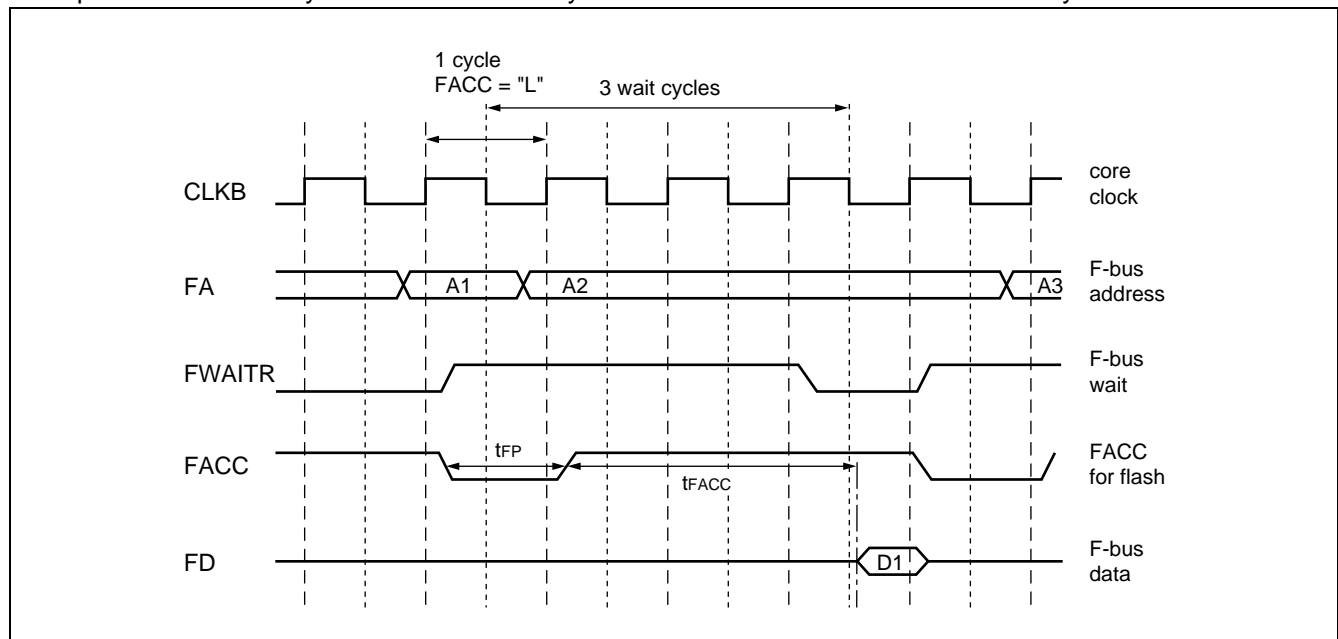 1 cycle
FACC = "L"
3 wait cycles
CLKB
core
clock
FA
A1
A2
A3
F-bus
address
FWAITR
F-bus
wait
FACC
tFP
tFACC
FACC
for flash
FD
D1
F-bus
data